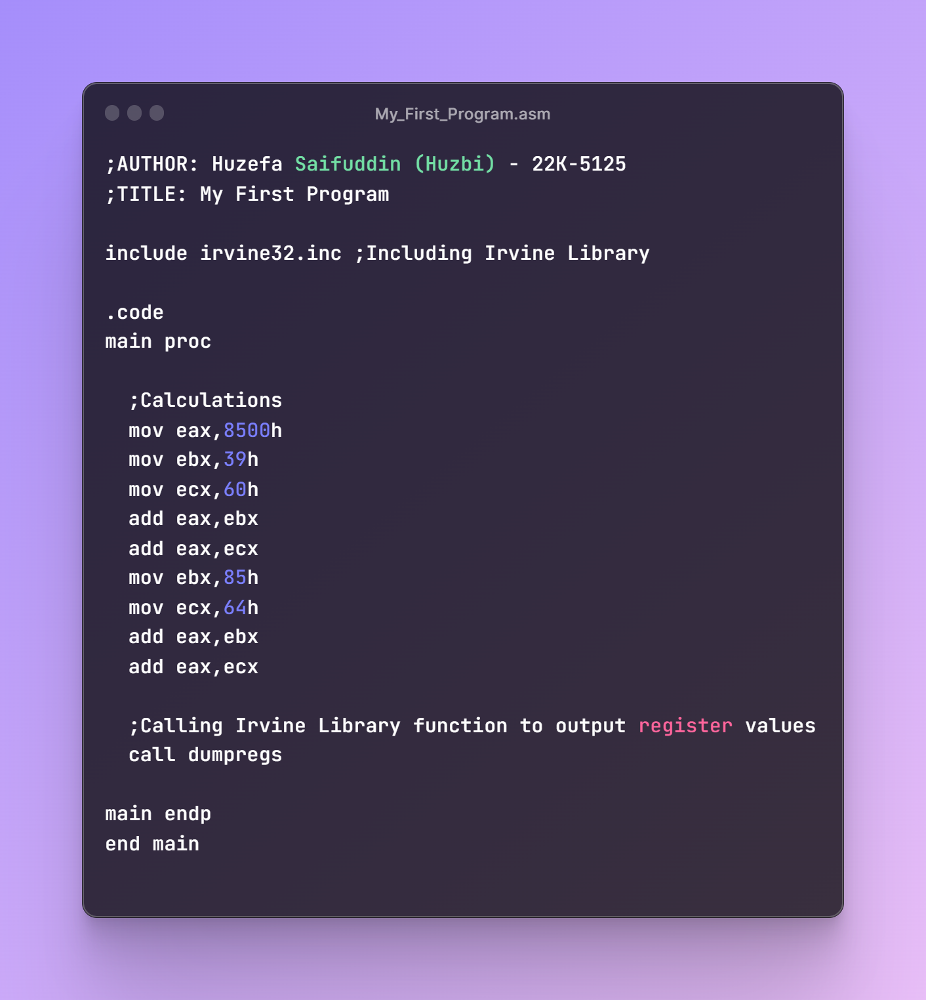 My_First_Program.asm
;AUTHOR: Huzefa Saifuddin (Huzbi) - 22K-5125
;TITLE: My First Program
include irvine32.inc ;Including Irvine Library
.code
main proc
;Calculations
mov eax,8500h
mov ebx,39h
mov ecx,60h
add eax,ebx
add eax,ecx
mov ebx,85h
mov ecx,64h
add eax,ebx
add eax,ecx
;Calling Irvine Library function to output register values
call dumpregs
main endp
end main